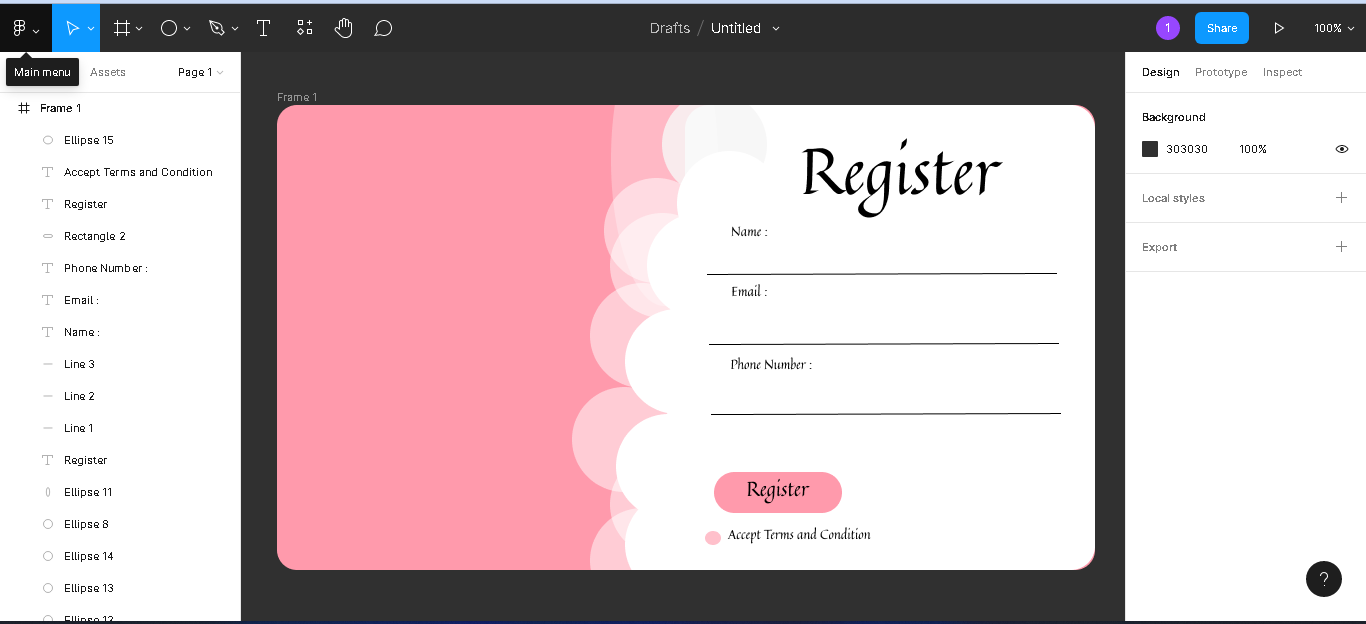 Drafts / Untitled
1
Share
100%
Main menu
Assets
Page 1
Design
Prototype
Inspect
Frame 1
Ellipse 15
Accept Terms and Condition
Register
Rectangle 2
Phone Number :
Email :
Name :
Line 3
Line 2
Line 1
Register
Ellipse 11
Ellipse 8
Ellipse 14
Ellipse 13
Ellipse 12
Frame 1
Register
Name :
Email :
Phone Number :
Register
Accept Terms and Condition
Background
303030
100%
Local styles
Export
?